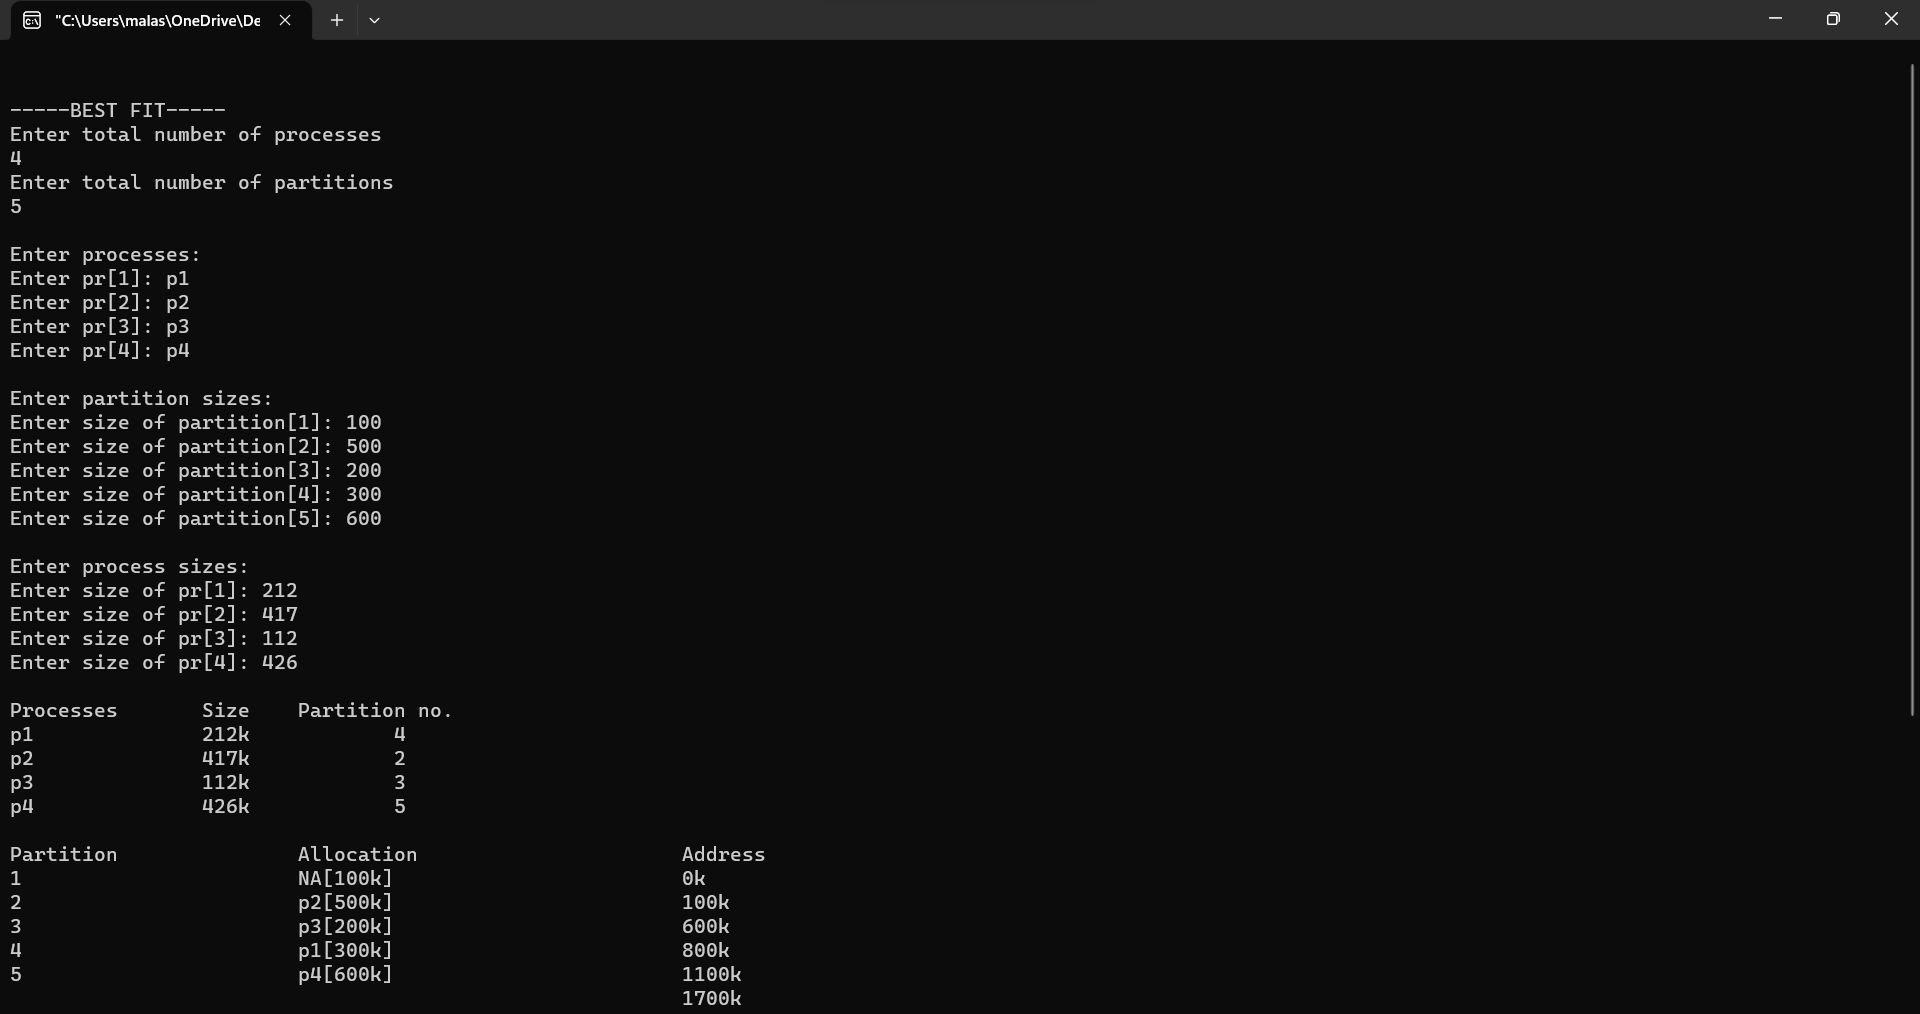 "C:\Users\malas\OneDrive\De
-----BEST FIT-----
Enter total number of processes
4
Enter total number of partitions
5
Enter processes:
Enter pr[1]: p1
Enter pr[2]: p2
Enter pr[3]: p3
Enter pr[4]: p4
Enter partition sizes:
Enter size of partition[1]: 100
Enter size of partition[2]: 500
Enter size of partition[3]: 200
Enter size of partition[4]: 300
Enter size of partition[5]: 600
Enter process sizes:
Enter size of pr[1]: 212
Enter size of pr[2]: 417
Enter size of pr[3]: 112
Enter size of pr[4]: 426
Processes Size Partition no.
p1 212k 4
p2 417k 2
p3 112k 3
p4 426k 5
Partition Allocation Address
1 NA[100k] 0k
2 p2[500k] 100k
3 p3[200k] 600k
4 p1[300k] 800k
5 p4[600k] 1100k
1700k